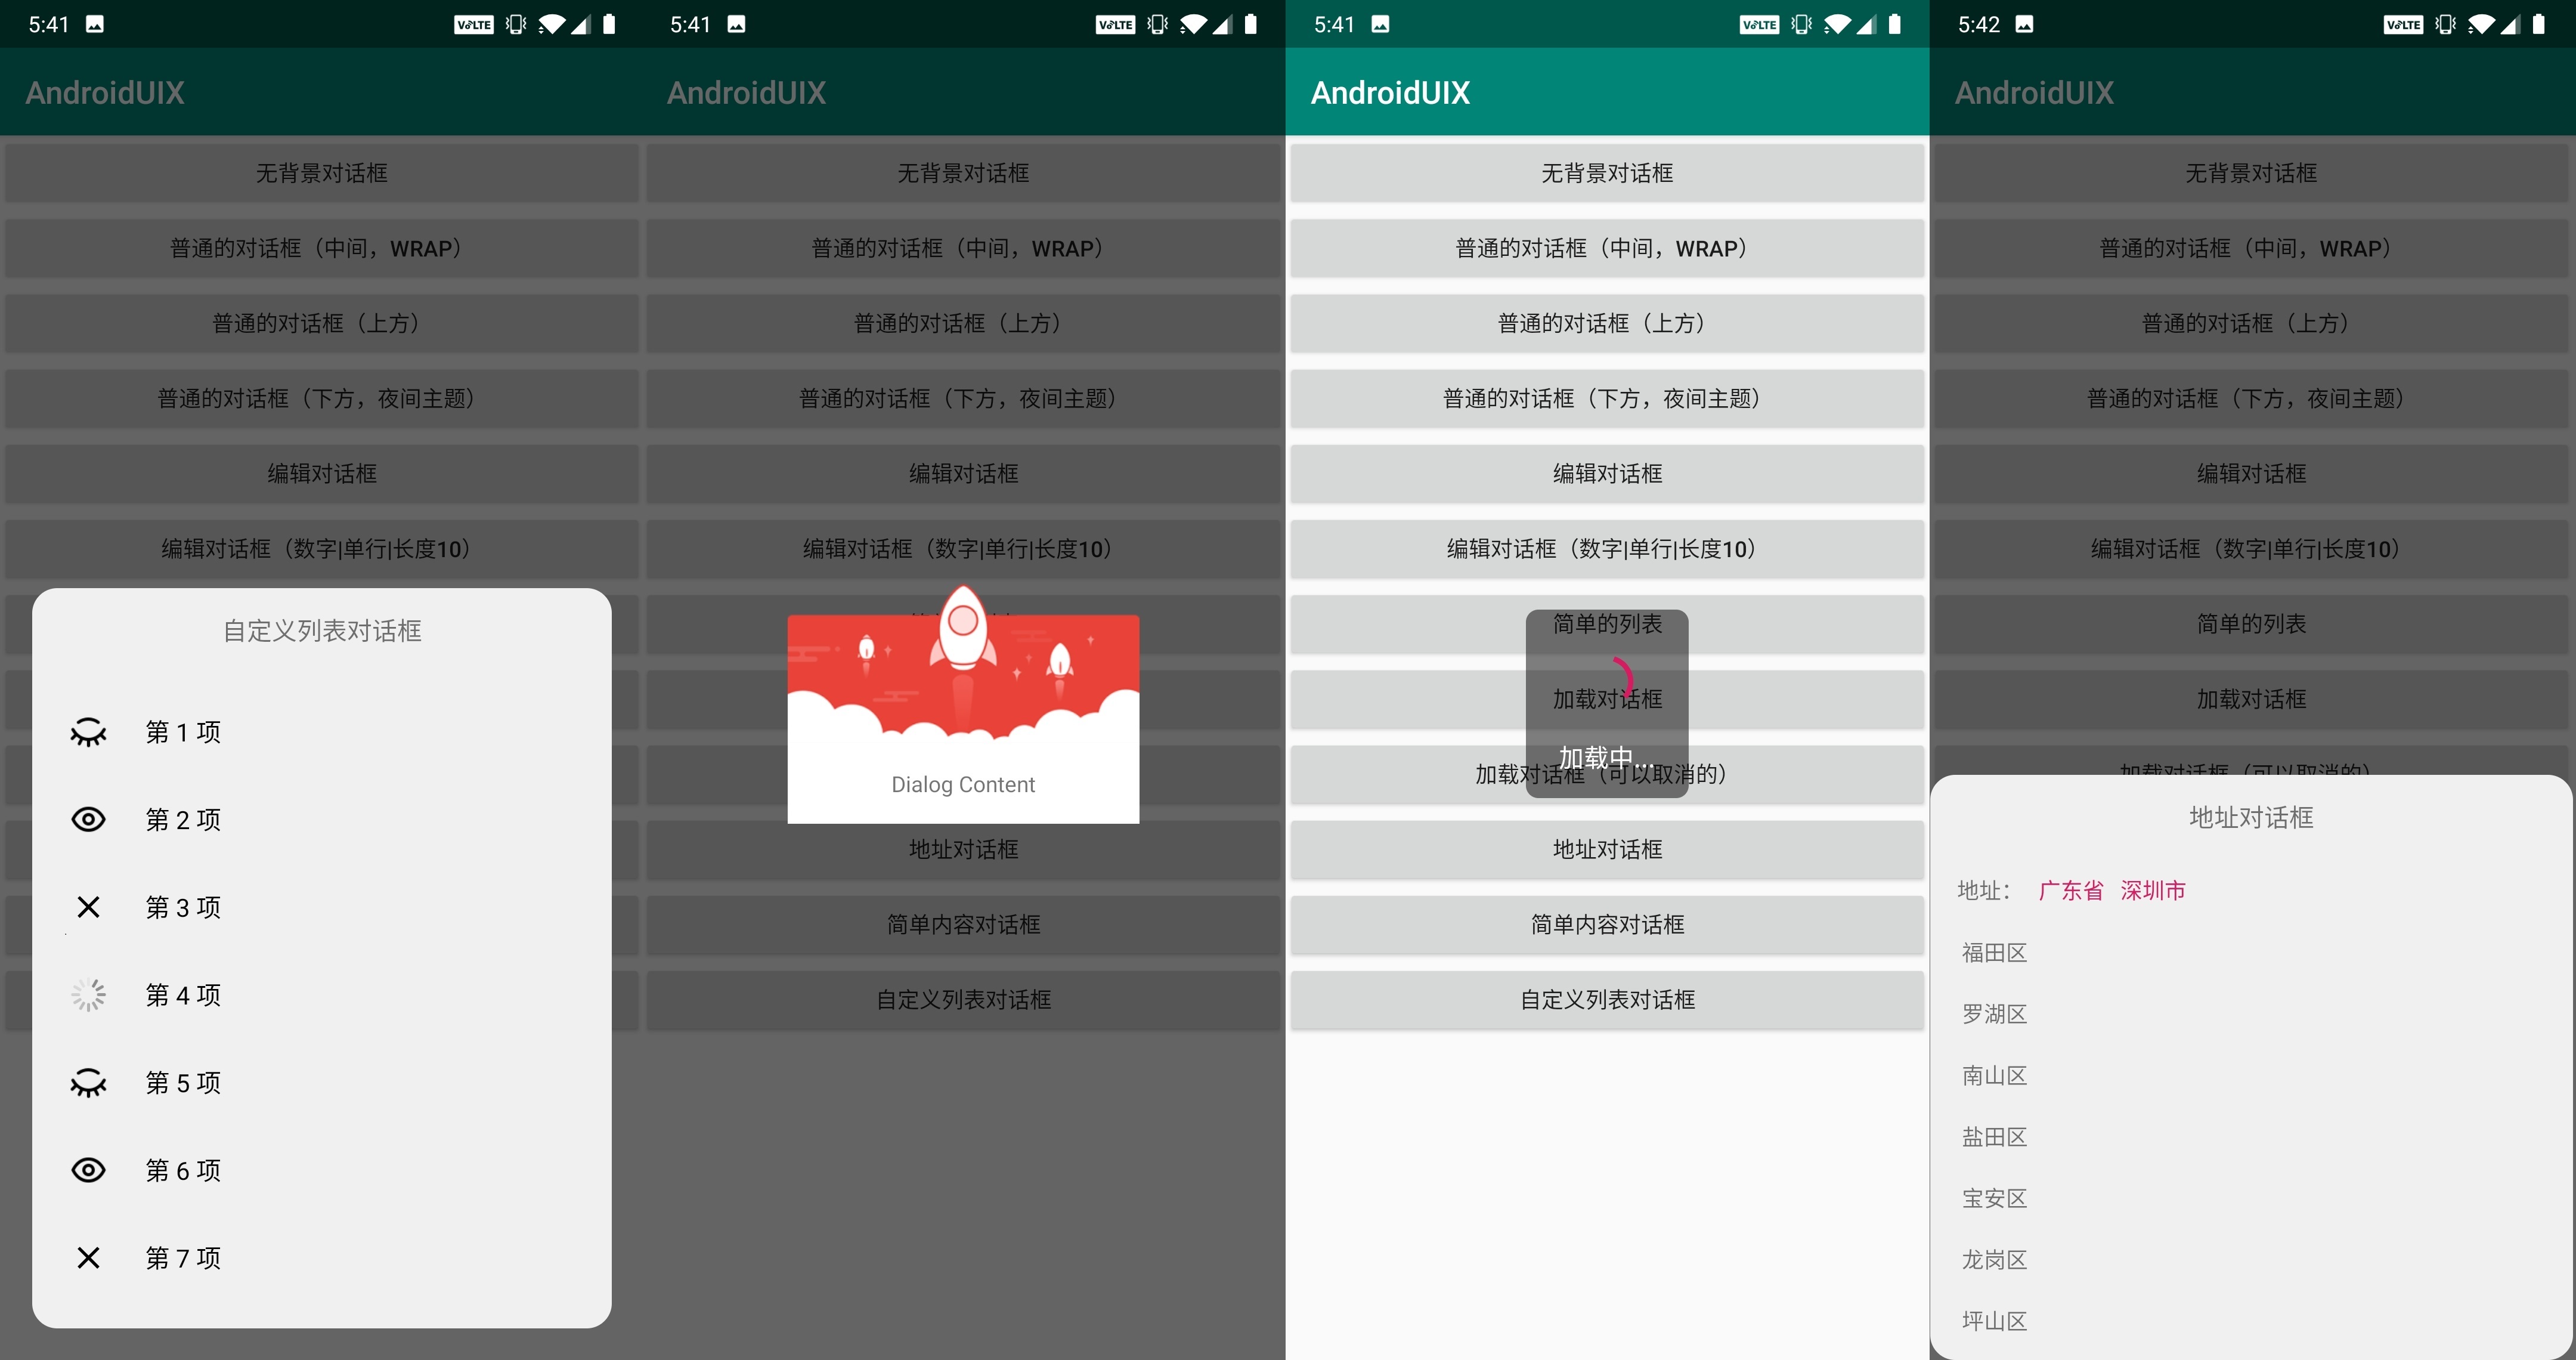 5:41
VoLTE
AndroidUIX
无背景对话框
普通的对话框（中间，WRAP）
普通的对话框（上方）
普通的对话框（下方，夜间主题）
编辑对话框
编辑对话框（数字|单行|长度10）
自定义列表对话框
第 1 项
第 2 项
第 3 项
第 4 项
第 5 项
第 6 项
第 7 项
5:41
VoLTE
AndroidUIX
无背景对话框
普通的对话框（中间，WRAP）
普通的对话框（上方）
普通的对话框（下方，夜间主题）
编辑对话框
编辑对话框（数字|单行|长度10）
Dialog Content
地址对话框
简单内容对话框
自定义列表对话框
5:41
VoLTE
AndroidUIX
无背景对话框
普通的对话框（中间，WRAP）
普通的对话框（上方）
普通的对话框（下方，夜间主题）
编辑对话框
编辑对话框（数字|单行|长度10）
简单的列表
加载对话框
加载中...
加载对话框（可以取消的）
地址对话框
简单内容对话框
自定义列表对话框
5:42
VoLTE
AndroidUIX
无背景对话框
普通的对话框（中间，WRAP）
普通的对话框（上方）
普通的对话框（下方，夜间主题）
编辑对话框
编辑对话框（数字|单行|长度10）
简单的列表
加载对话框
加载对话框（可以取消的）
地址对话框
地址： 广东省 深圳市
福田区
罗湖区
南山区
盐田区
宝安区
龙岗区
坪山区